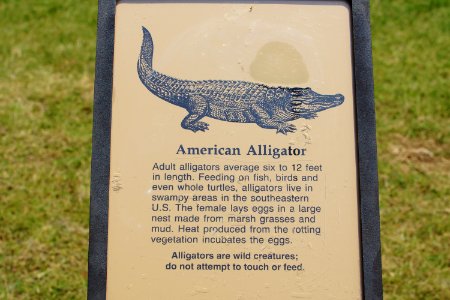 American Alligator
Adult alligators average six to 12 feet
in length. Feeding on fish, birds and
even whole turtles, alligators live in
swampy areas in the southeastern
U.S. The female lays eggs in a large
nest made from marsh grasses and
mud. Heat produced from the rotting
vegetation incubates the eggs.
Alligators are wild creatures;
do not attempt to touch or feed.